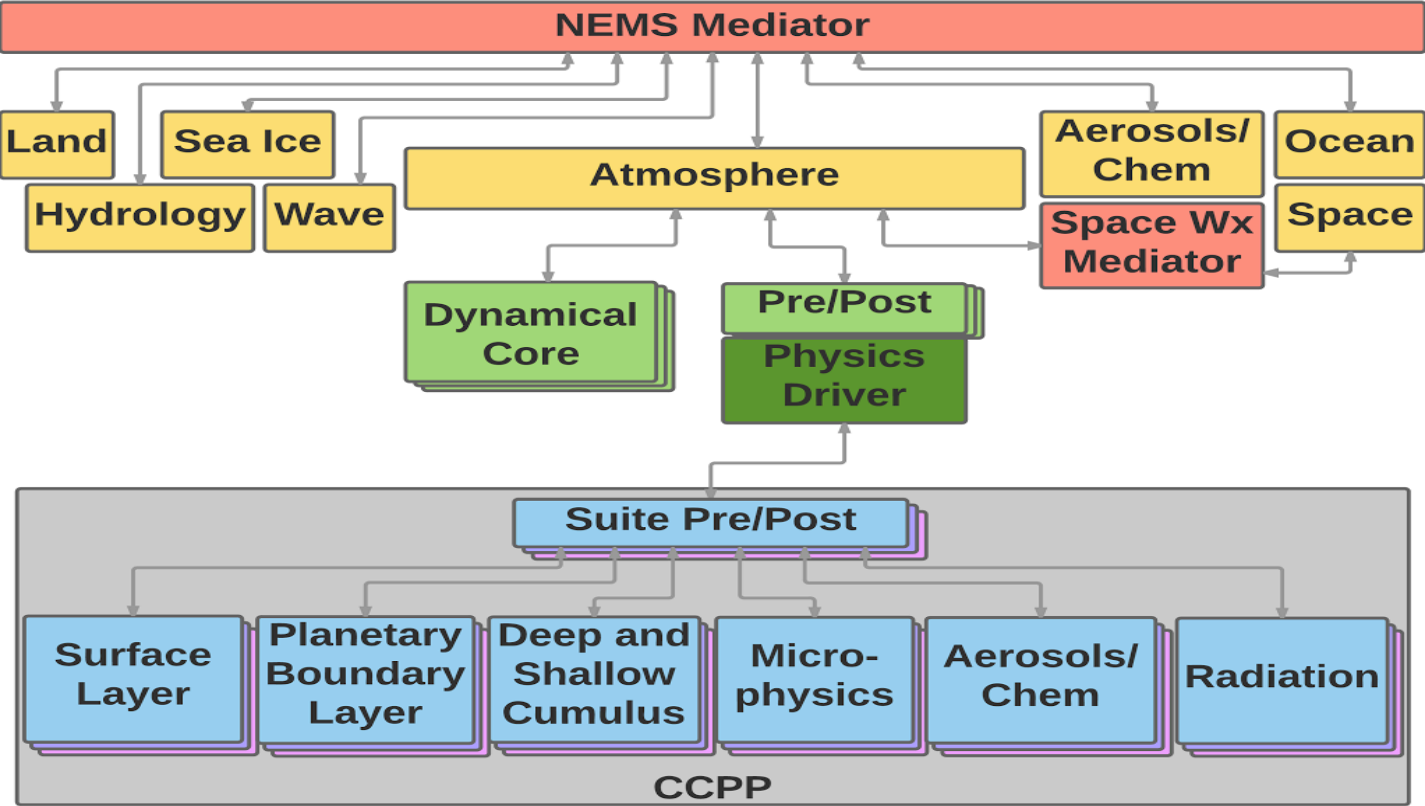 NEMS Mediator
Land
Sea Ice
Hydrology
Wave
Atmosphere
Aerosols/
Chem
Ocean
Space Wx
Mediator
Space
Dynamical
Core
Pre/Post
Physics
Driver
Suite Pre/Post
Surface
Layer
Planetary
Boundary
Layer
Deep and
Shallow
Cumulus
Micro-
physics
Aerosols/
Chem
Radiation
CCPP